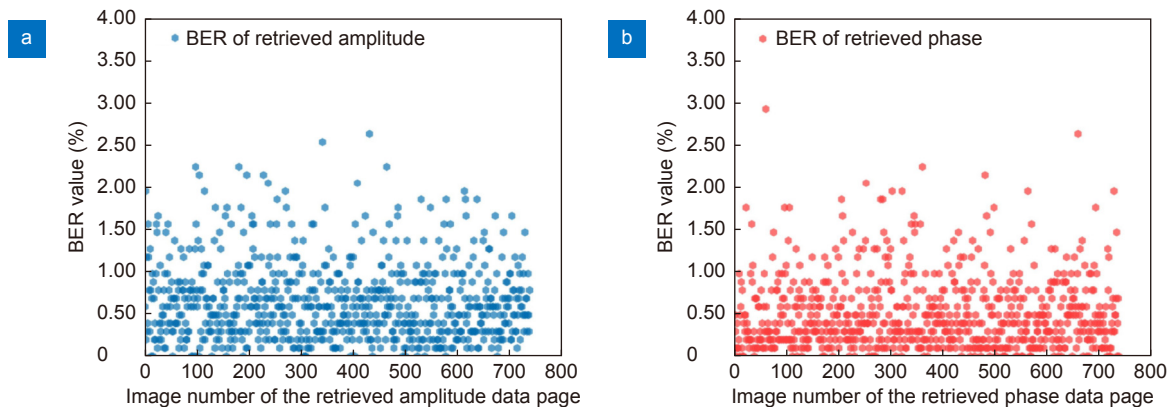 a
BER of retrieved amplitude
4.00
3.50
3.00
2.50
2.00
1.50
1.00
0.50
0
BER value (%)
0 100 200 300 400 500 600 700 800
Image number of the retrieved amplitude data page
b
BER of retrieved phase
4.00
3.50
3.00
2.50
2.00
1.50
1.00
0.50
0
BER value (%)
0 100 200 300 400 500 600 700 800
Image number of the retrieved phase data page